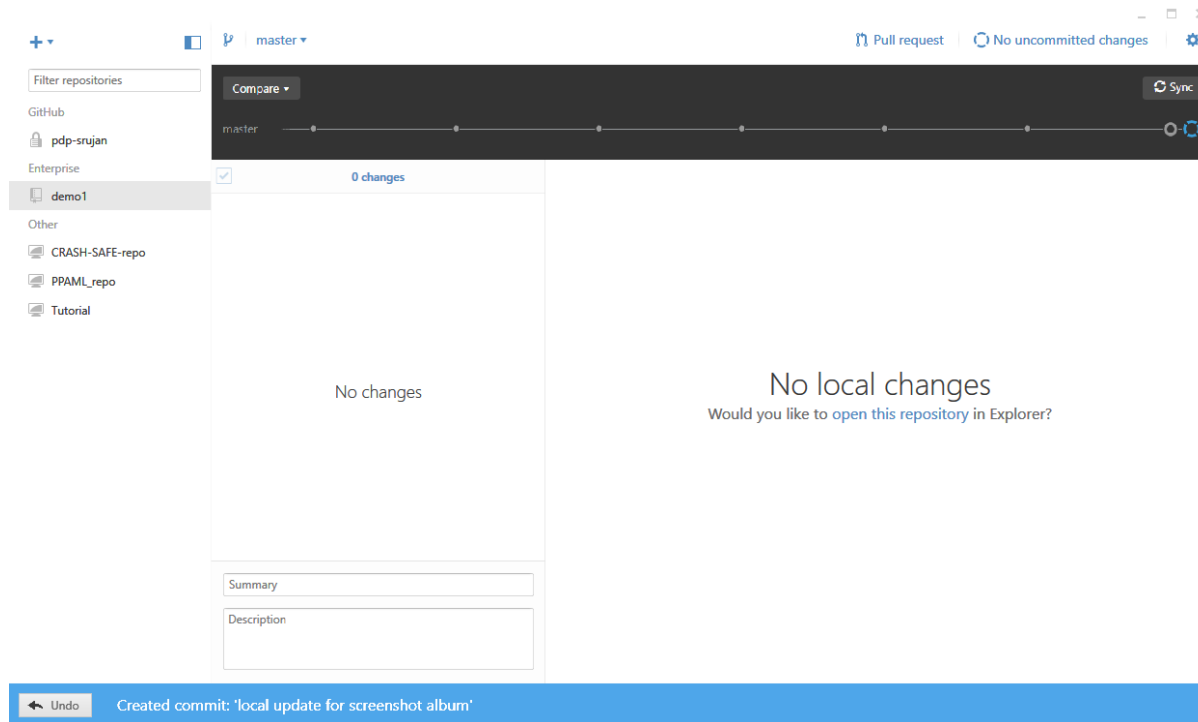 master
Pull request
No uncommitted changes
Filter repositories
GitHub
pdp-srujan
Enterprise
demo1
Other
CRASH-SAFE-repo
PPAML_repo
Tutorial
Compare
Sync
master
0 changes
No changes
No local changes
Would you like to open this repository in Explorer?
Summary
Description
Undo
Created commit: 'local update for screenshot album'